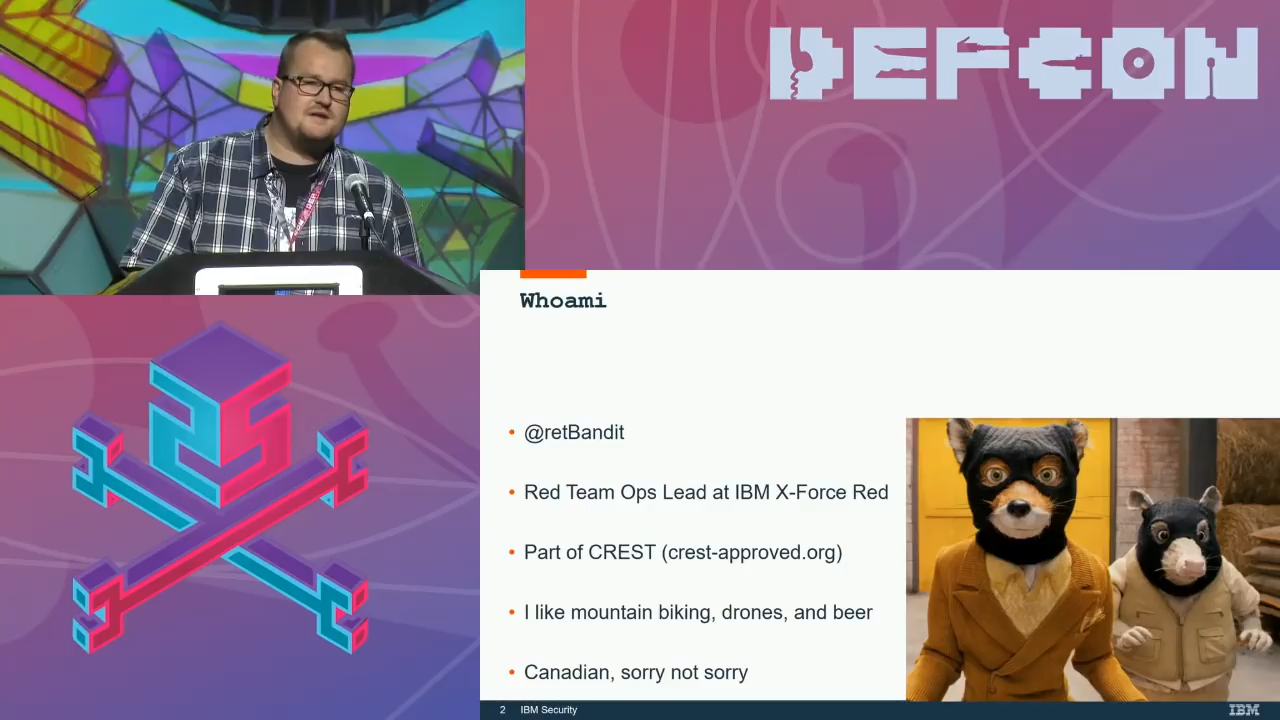 DEFCON
Whoami
• @retBandit
• Red Team Ops Lead at IBM X-Force Red
• Part of CREST (crest-approved.org)
• I like mountain biking, drones, and beer
• Canadian, sorry not sorry
2 IBM Security
IBM
25